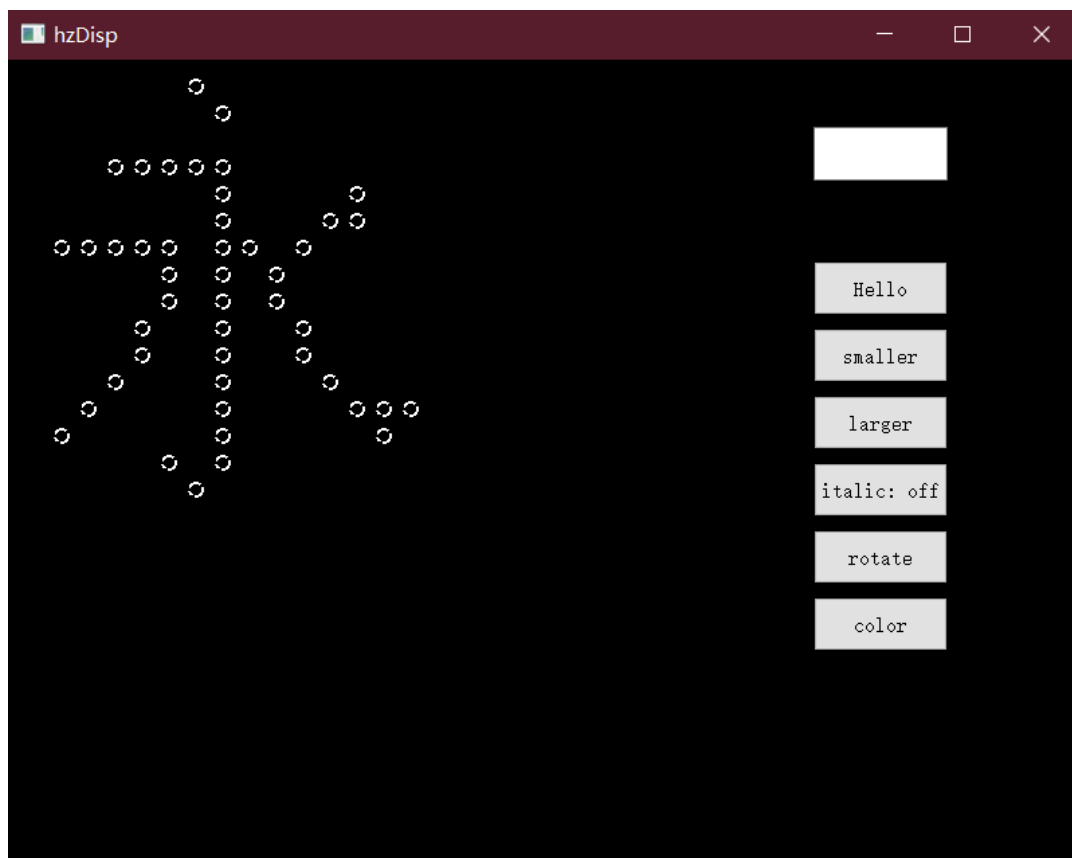 hzDisp
永
Hello
smaller
larger
italic: off
rotate
color